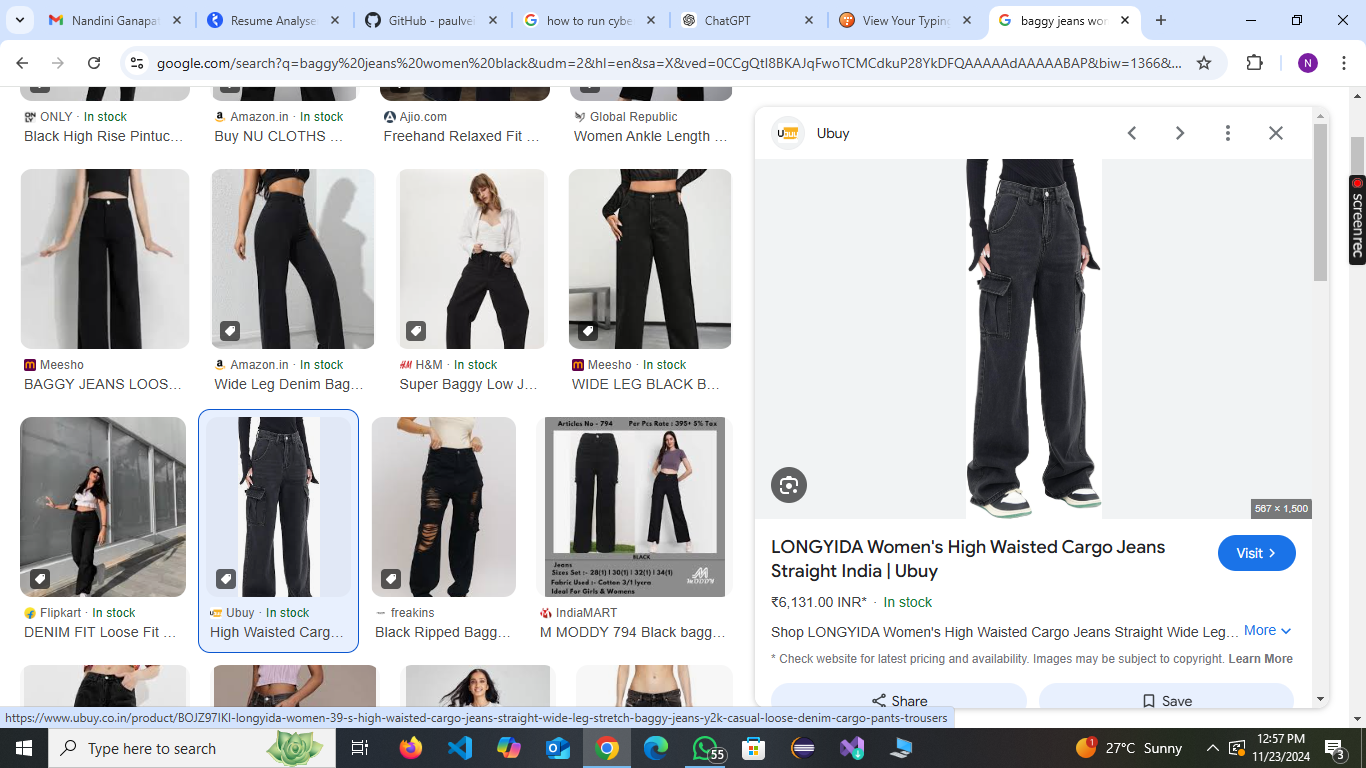 Nandini Ganapat
Resume Analyse
GitHub - paulve
how to run cybe
ChatGPT
View Your Typing
baggy jeans wor
google.com/search?q=baggy%20jeans%20women%20black&udm=2&hl=en&sa=X&ved=0CCgQtI8BKAJqFwoTCMCdkuP28YkDFQAAAAAdAAAAABAP&biw=1366&...
N
ONLY · In stock
Black High Rise Pintuc...
Amazon.in · In stock
Buy NU CLOTHS ...
Ajio.com
Freehand Relaxed Fit ...
Global Republic
Women Ankle Length ...
Meesho
BAGGY JEANS LOOS...
Amazon.in · In stock
Wide Leg Denim Bag...
H&M · In stock
Super Baggy Low J...
Meesho · In stock
WIDE LEG BLACK B...
Articles No - 794 Per Pcs Rate : 395+ 5% Tax
BLACK
Jeans
Sizes Set :- 28(1) | 30(1) | 32(1) | 34(1)
Fabric Used :- Cotton 3/1 lycra
Ideal For Girls & Womens
MODDY
Flipkart · In stock
DENIM FIT Loose Fit ...
Ubuy · In stock
High Waisted Carg...
freakins
Black Ripped Bagg...
IndiaMART
M MODDY 794 Black bagg...
Ubuy
Ubuy
567 × 1,500
LONGYIDA Women's High Waisted Cargo Jeans
Straight India | Ubuy
Visit
₹6,131.00 INR* · In stock
Shop LONGYIDA Women's High Waisted Cargo Jeans Straight Wide Leg... More
* Check website for latest pricing and availability. Images may be subject to copyright. Learn More
Share
Save
screenrec
https://www.ubuy.co.in/product/BOJZ97IKI-longyida-women-39-s-high-waisted-cargo-jeans-straight-wide-leg-stretch-baggy-jeans-y2k-casual-loose-denim-cargo-pants-trousers
Type here to search
55
1
27°C Sunny
12:57 PM
11/23/2024
3